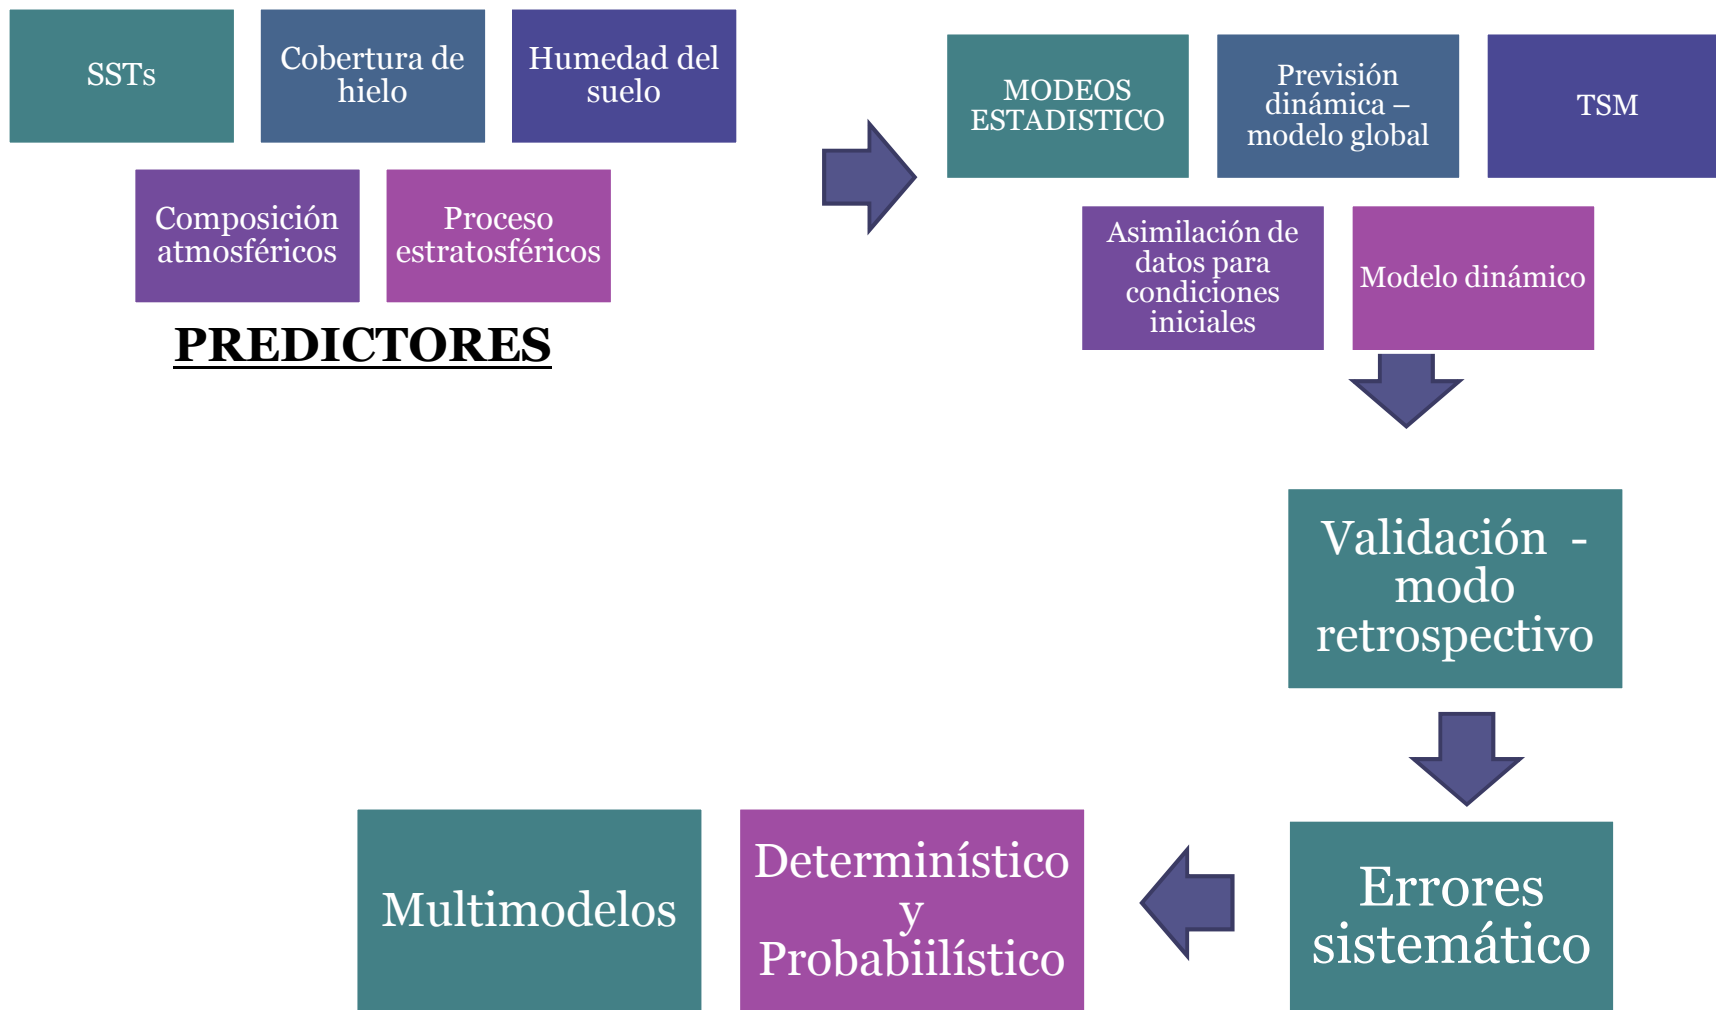 SSTs
Cobertura de
hielo
Humedad del
suelo
Composición
atmosféricos
Proceso
estratosféricos
PREDICTORES
MODEOS
ESTADISTICO
Previsión
dinámica –
modelo global
TSM
Asimilación de
datos para
condiciones
iniciales
Modelo dinámico
Validación -
modo
retrospectivo
Errores
sistemático
Determinístico
y
Probabiilístico
Multimodelos